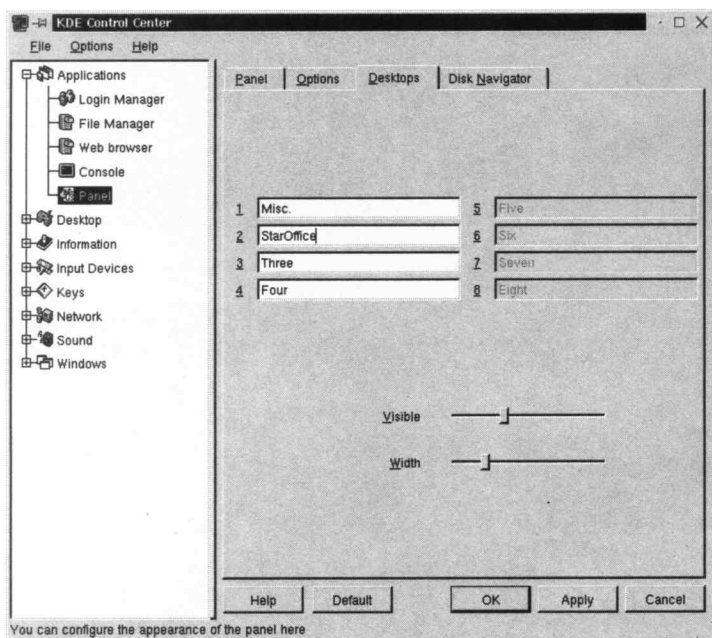 KDE Control Center
File Options Help
Applications
Login Manager
File Manager
Web browser
Console
Panel
Desktop
Information
Input Devices
Keys
Network
Sound
Windows
Panel Options Desktops Disk Navigator
1 Misc. 5 Five
2 StarOffice 6 Six
3 Three 7 Seven
4 Four 8 Eight
Visible
Width
Help Default OK Apply Cancel
You can configure the appearance of the panel here